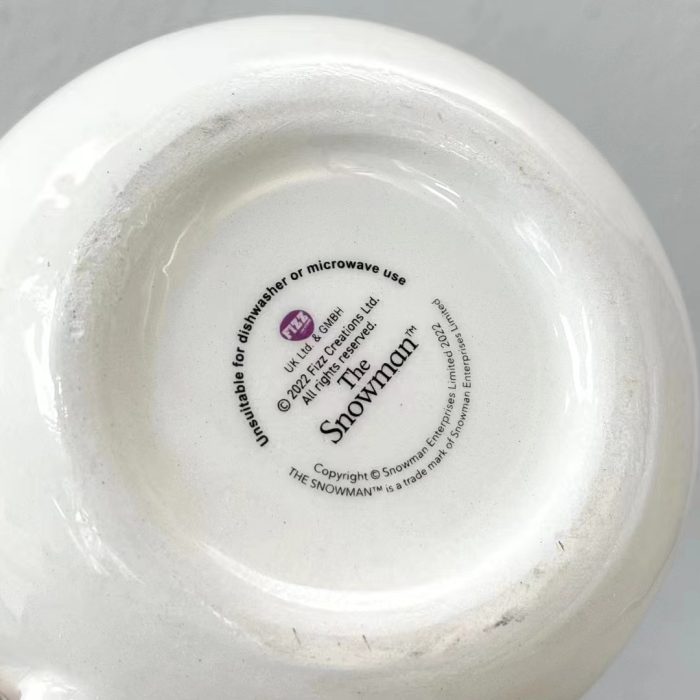 Unsuitable for dishwasher or microwave use
FIZZ
UK Ltd. & GMBH
© 2022 Fizz Creations Ltd.
All rights reserved.
The
Snowman™
Copyright © Snowman Enterprises Limited 2022
THE SNOWMAN™ is a trade mark of Snowman Enterprises Limited